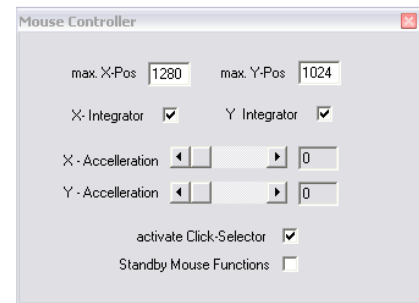 Mouse Controller
max. X-Pos 1280 max. Y-Pos 1024
X- Integrator Y Integrator
X - Accelleration 0
Y - Accelleration 0
activate Click-Selector
Standby Mouse Functions